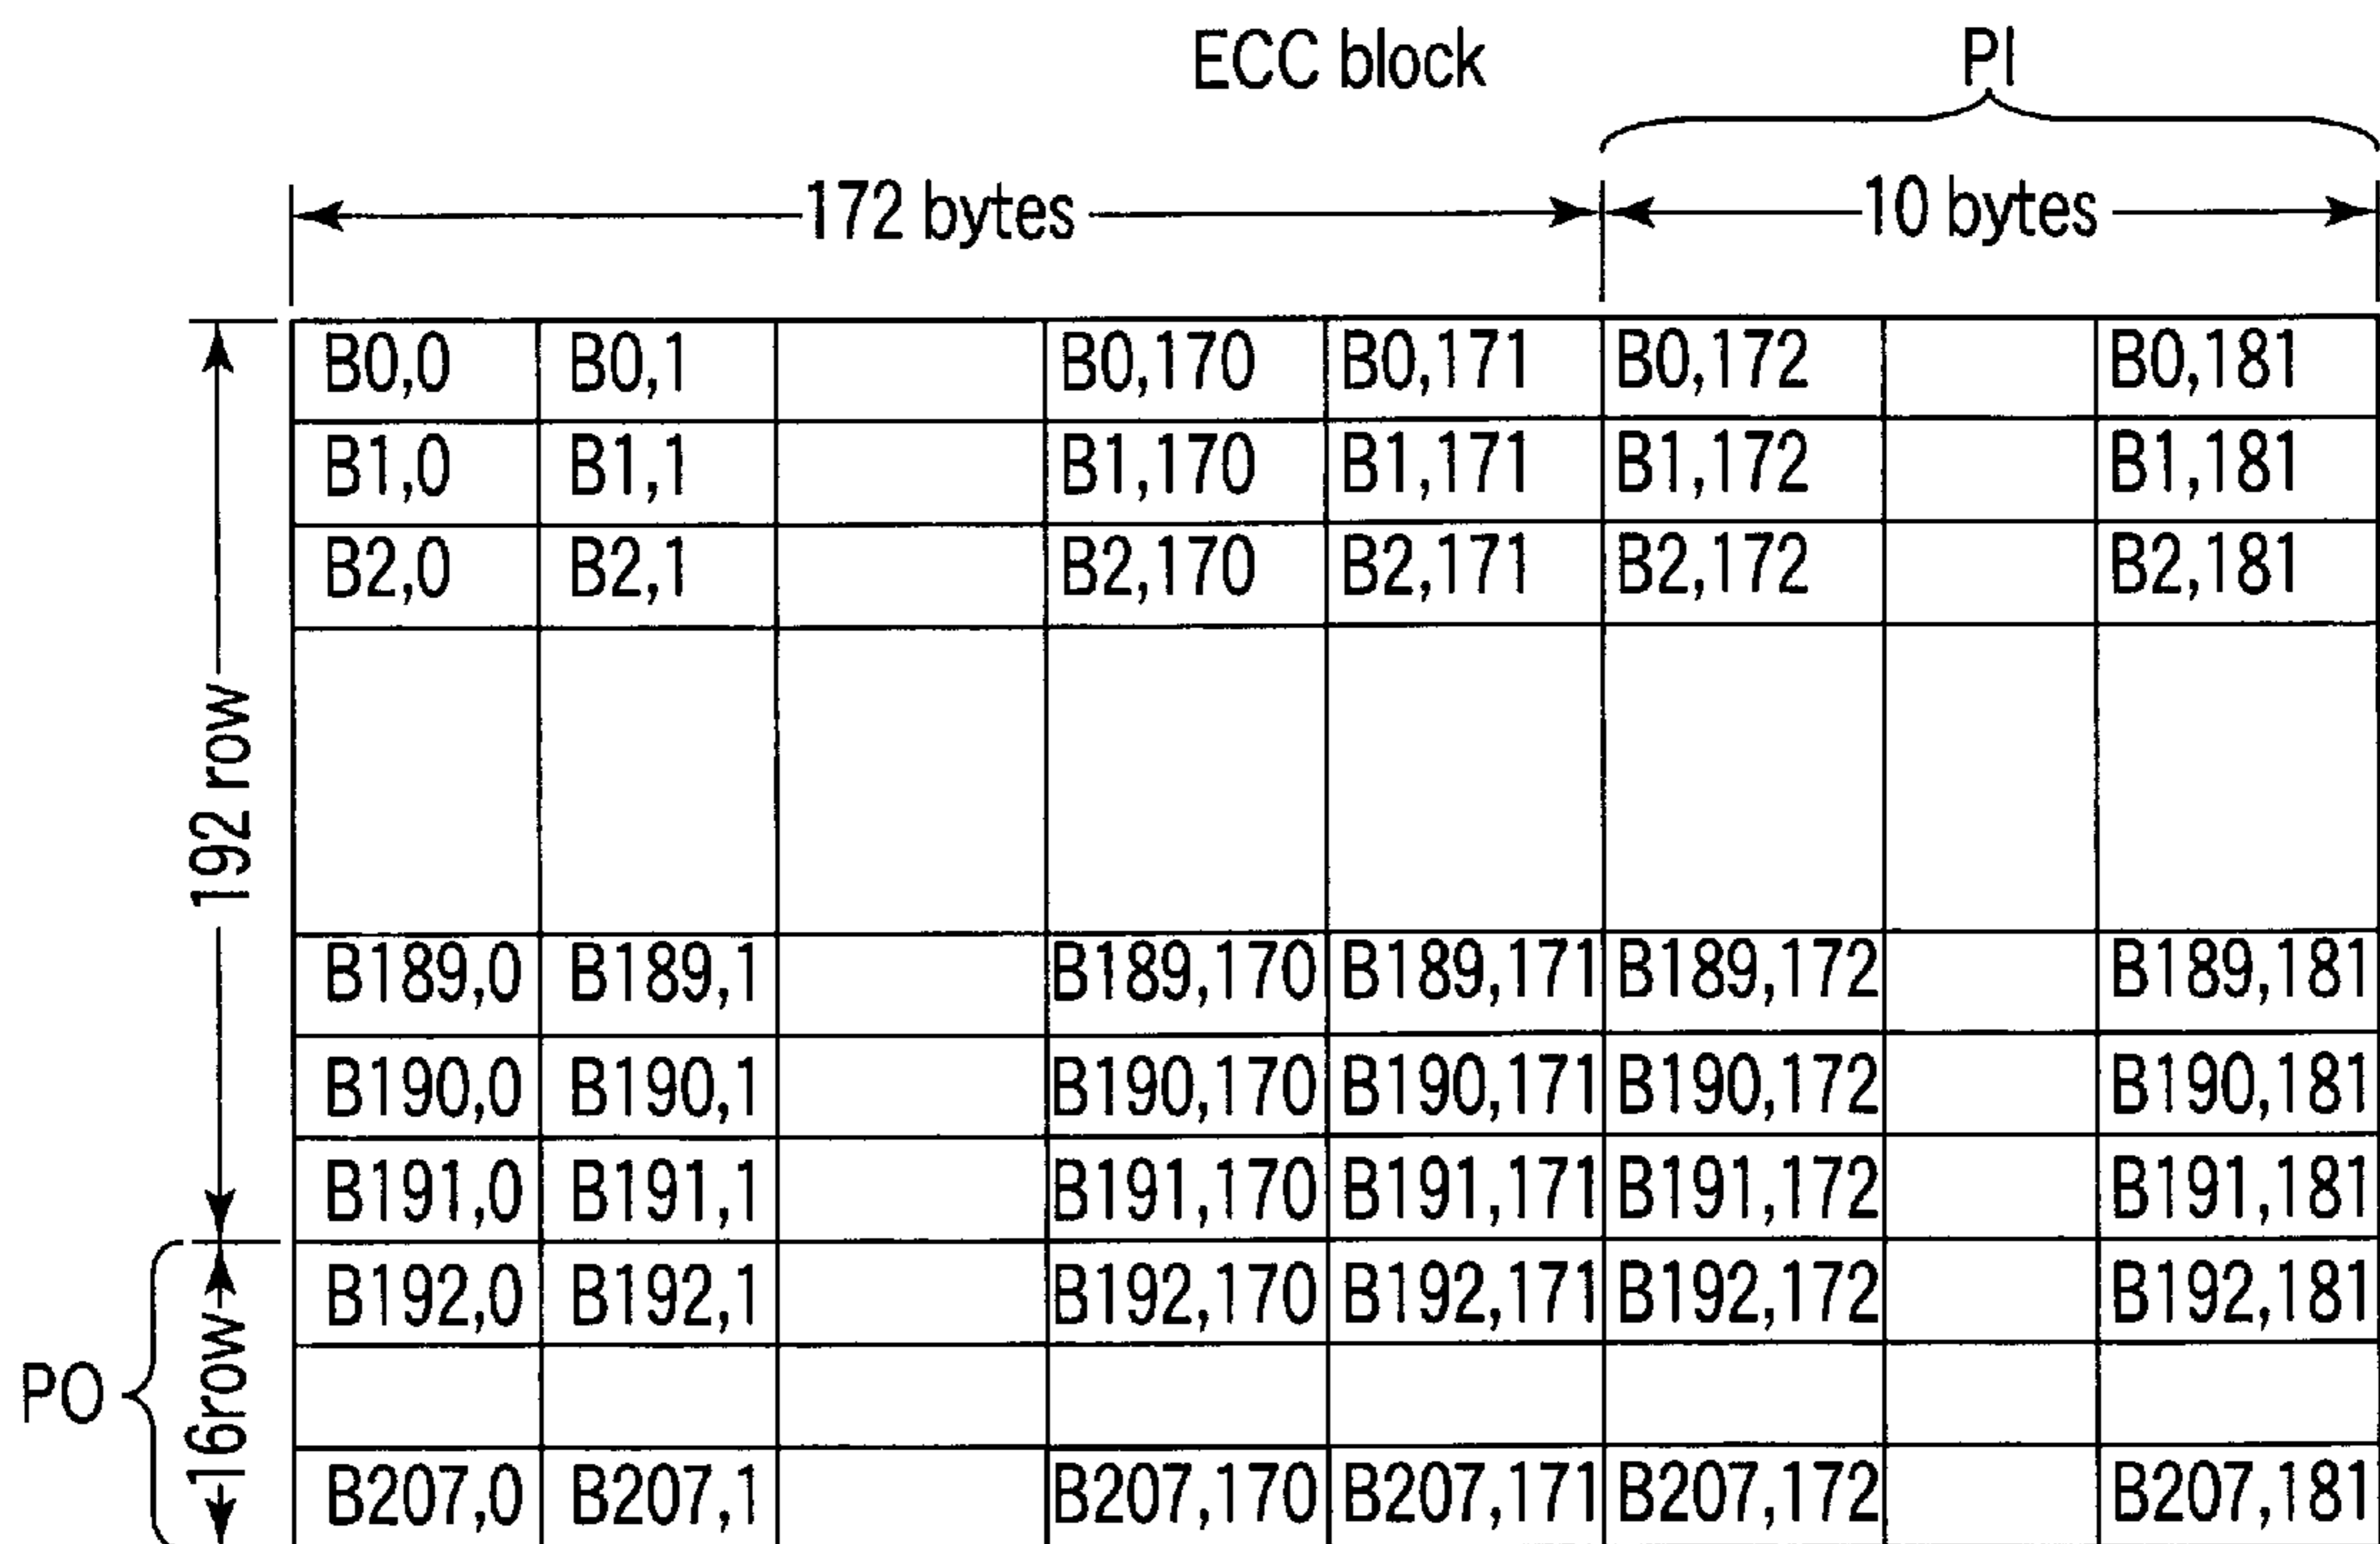 ECC block PI
172 bytes 10 bytes
B0,0 B0,1 B0,170 B0,171 B0,172 B0,181
B1,0 B1,1 B1,170 B1,171 B1,172 B1,181
B2,0 B2,1 B2,170 B2,171 B2,172 B2,181
192 row
B189,0 B189,1 B189,170 B189,171 B189,172 B189,181
B190,0 B190,1 B190,170 B190,171 B190,172 B190,181
B191,0 B191,1 B191,170 B191,171 B191,172 B191,181
B192,0 B192,1 B192,170 B192,171 B192,172 B192,181
PO 16row
B207,0 B207,1 B207,170 B207,171 B207,172 B207,181